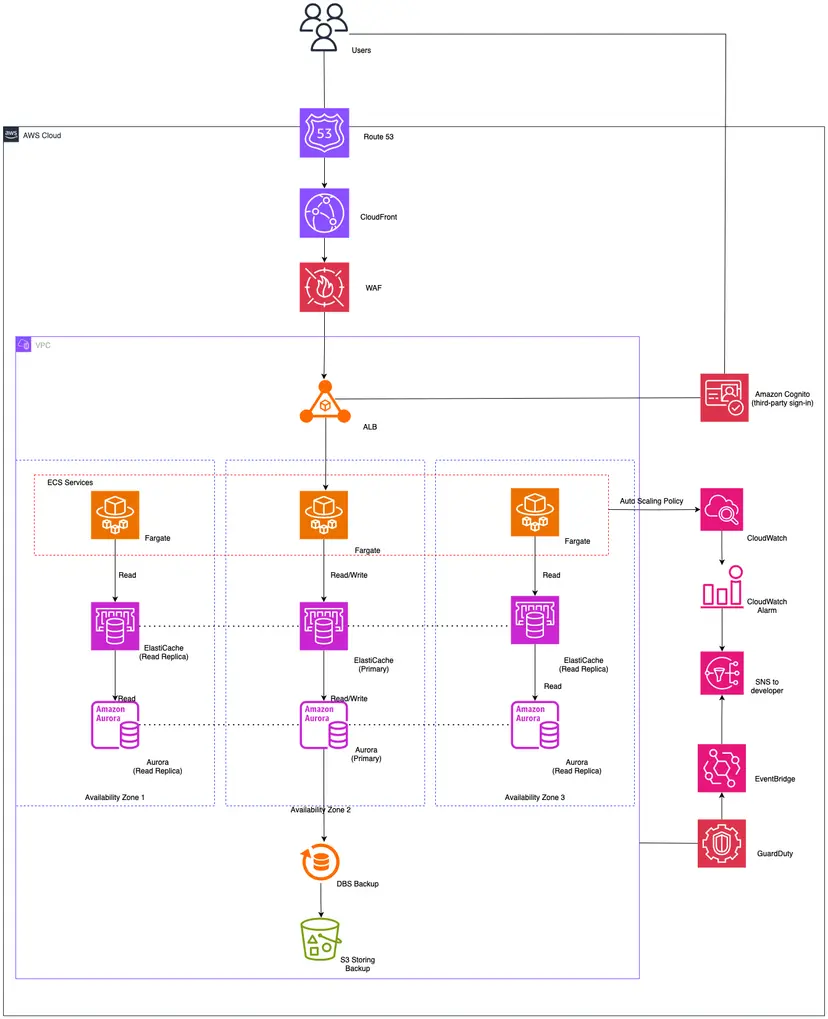 Users
53
Route 53
aws
AWS Cloud
CloudFront
WAF
VPC
Amazon Cognito
(third-party sign-in)
ALB
ECS Services
Auto Scaling Policy
Fargate
Fargate
Fargate
CloudWatch
Read
Read/Write
Read
CloudWatch
Alarm
ElastiCache
(Read Replica)
ElastiCache
(Primary)
ElastiCache
(Read Replica)
SNS to
developer
Read
Read/Write
Read
Amazon
Aurora
Amazon
Aurora
Amazon
Aurora
Aurora
(Read Replica)
Aurora
(Primary)
Aurora
(Read Replica)
EventBridge
Availability Zone 1
Availability Zone 2
Availability Zone 3
GuardDuty
DBS Backup
S3 Storing
Backup